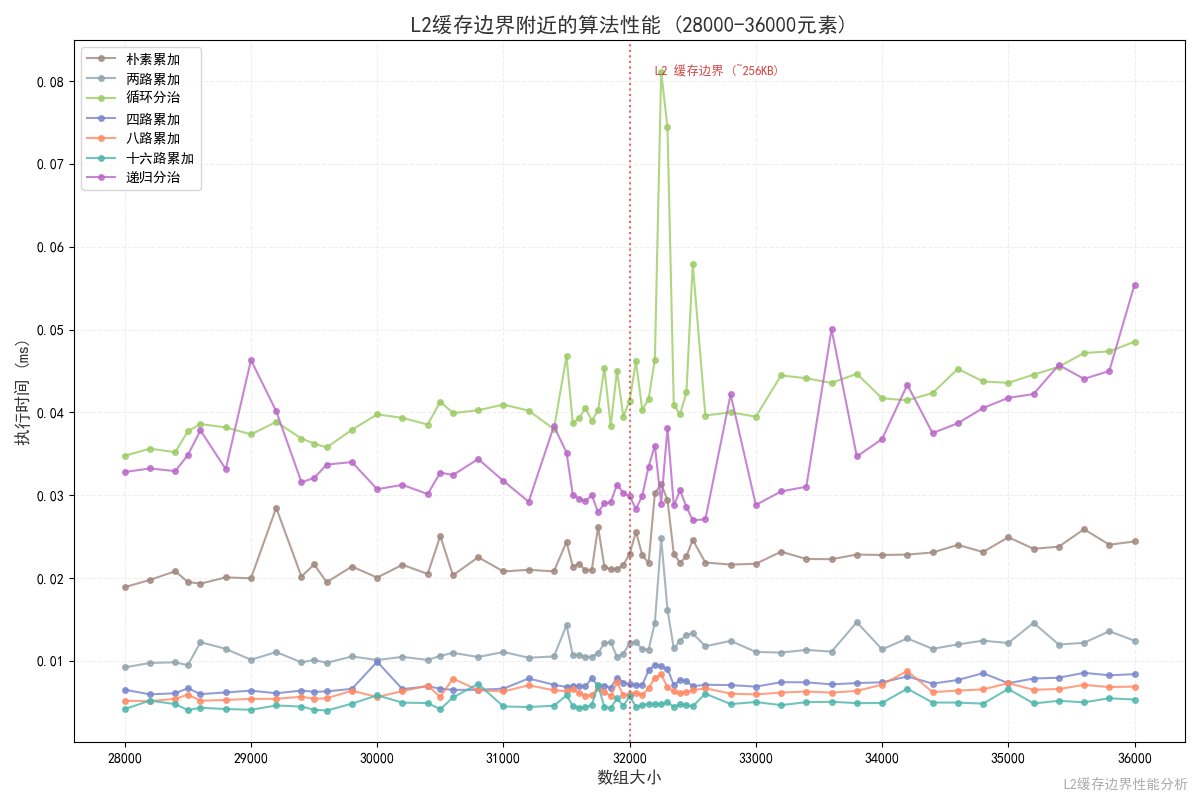 L2缓存边界附近的算法性能 (28000-36000元素)
朴素累加
两路累加
循环分治
四路累加
八路累加
十六路累加
递归分治
L2 缓存边界 (~256KB)
0.08
0.07
0.06
0.05
0.04
0.03
0.02
0.01
执行时间 (ms)
28000 29000 30000 31000 32000 33000 34000 35000 36000
数组大小
L2缓存边界性能分析